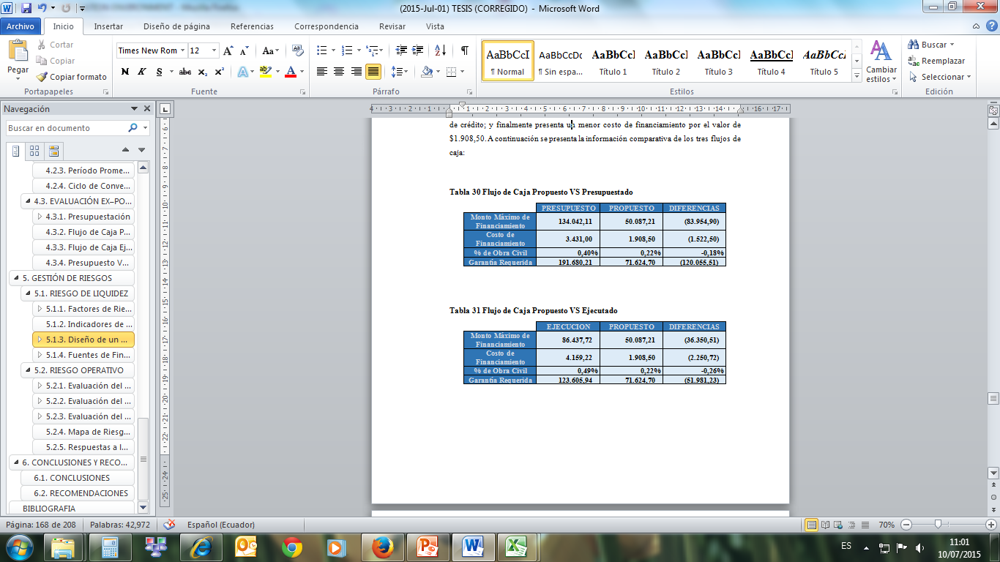 (2015-Jul-01) TESIS (CORREGIDO) - Microsoft Word
Archivo Inicio Insertar Diseño de página Referencias Correspondencia Revisar Vista
Pegar
Cortar
Copiar
Copiar formato
Portapapeles
Times New Rom 12
N K S abc x₂ x²
Fuente
Párrafo
AaBbCcI AaBbCcDc AaBbCcI AaBbCcI AaBbCcI AaBbCcI AaBbCcI
¶ Normal ¶ Sin espa... Título 1 Título 2 Título 3 Título 4 Título 5
Estilos
Cambiar estilos
Buscar
Reemplazar
Seleccionar
Edición
Navegación
Buscar en documento
4.2.3. Período Prome...
4.2.4. Ciclo de Conve...
4.3. EVALUACIÓN EX–PO...
4.3.1. Presupuestación
4.3.2. Flujo de Caja P...
4.3.3. Flujo de Caja Ej...
4.3.4. Presupuesto V...
5. GESTIÓN DE RIESGOS
5.1. RIESGO DE LIQUIDEZ
5.1.1. Factores de Rie...
5.1.2. Indicadores de ...
5.1.3. Diseño de un ...
5.1.4. Fuentes de Fin...
5.2. RIESGO OPERATIVO
5.2.1. Evaluación del ...
5.2.2. Evaluación del ...
5.2.3. Evaluación del ...
5.2.4. Mapa de Riesg...
5.2.5. Respuestas a l...
6. CONCLUSIONES Y RECO...
6.1. CONCLUSIONES
6.2. RECOMENDACIONES
BIBLIOGRAFIA
de crédito; y finalmente presenta un menor costo de financiamiento por el valor de
$1.908,50. A continuación se presenta la información comparativa de los tres flujos de
caja:
Tabla 30 Flujo de Caja Propuesto VS Presupuestado
PRESUPUESTO PROPUESTO DIFERENCIAS
Monto Máximo de Financiamiento 134.042,11 50.087,21 (83.954,90)
Costo de Financiamiento 3.431,00 1.908,50 (1.522,50)
% de Obra Civil 0,40% 0,22% -0,18%
Garantía Requerida 191.680,21 71.624,70 (120.055,51)
Tabla 31 Flujo de Caja Propuesto VS Ejecutado
EJECUCION PROPUESTO DIFERENCIAS
Monto Máximo de Financiamiento 86.437,72 50.087,21 (36.350,51)
Costo de Financiamiento 4.159,22 1.908,50 (2.250,72)
% de Obra Civil 0,49% 0,22% -0,26%
Garantía Requerida 123.605,94 71.624,70 (51.981,23)
Página: 168 de 208 Palabras: 42,972 Español (Ecuador) 70%
ES 11:01
10/07/2015